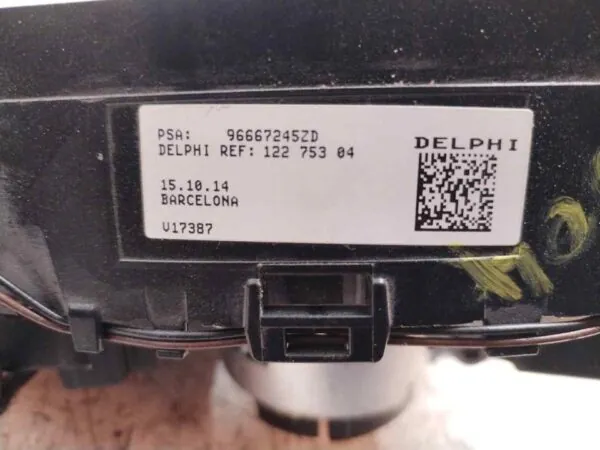 PSA: 96667245ZD
DELPHI
DELPHI REF: 122 753 04
15.10.14
BARCELONA
V17387